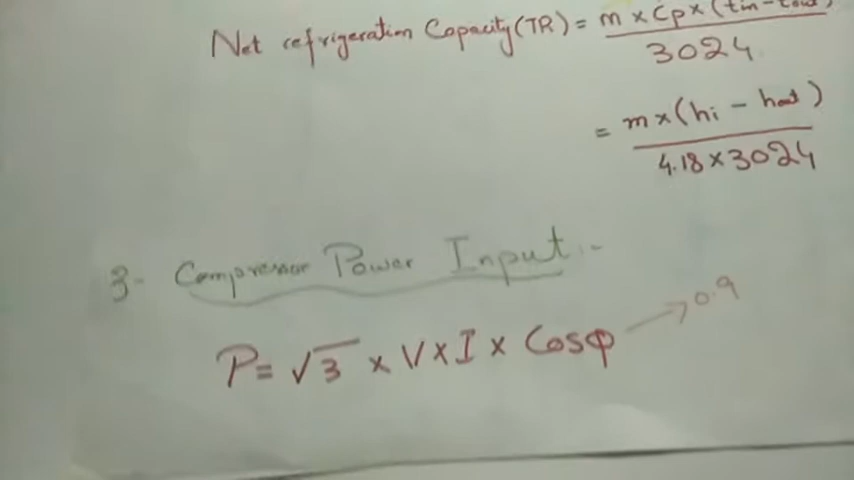 Net refrigeration Capacity (TR) = m × Cp × (tin - tout)
3024
= m × (hi - hout)
4.18 × 3024
3- Compressor Power Input :-
P = √3 × V × I × Cosφ → 0.9